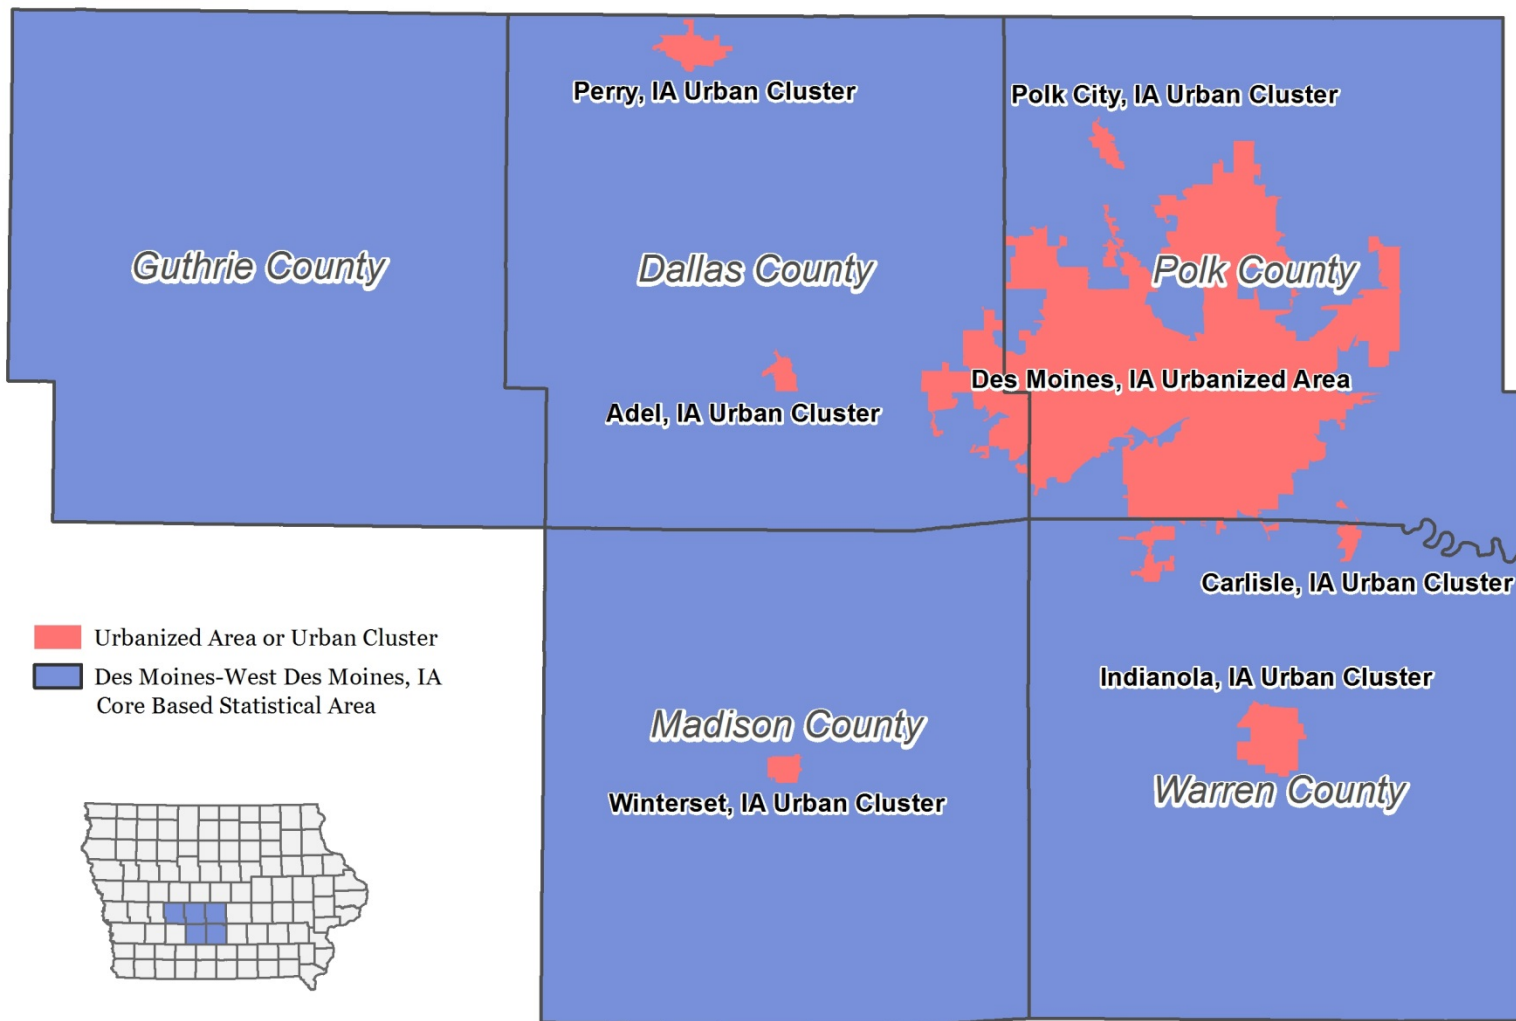 Perry, IA Urban Cluster
Polk City, IA Urban Cluster
Guthrie County
Dallas County
Polk County
Des Moines, IA Urbanized Area
Adel, IA Urban Cluster
Carlisle, IA Urban Cluster
Urbanized Area or Urban Cluster
Des Moines-West Des Moines, IA
Core Based Statistical Area
Indianola, IA Urban Cluster
Madison County
Warren County
Winterset, IA Urban Cluster